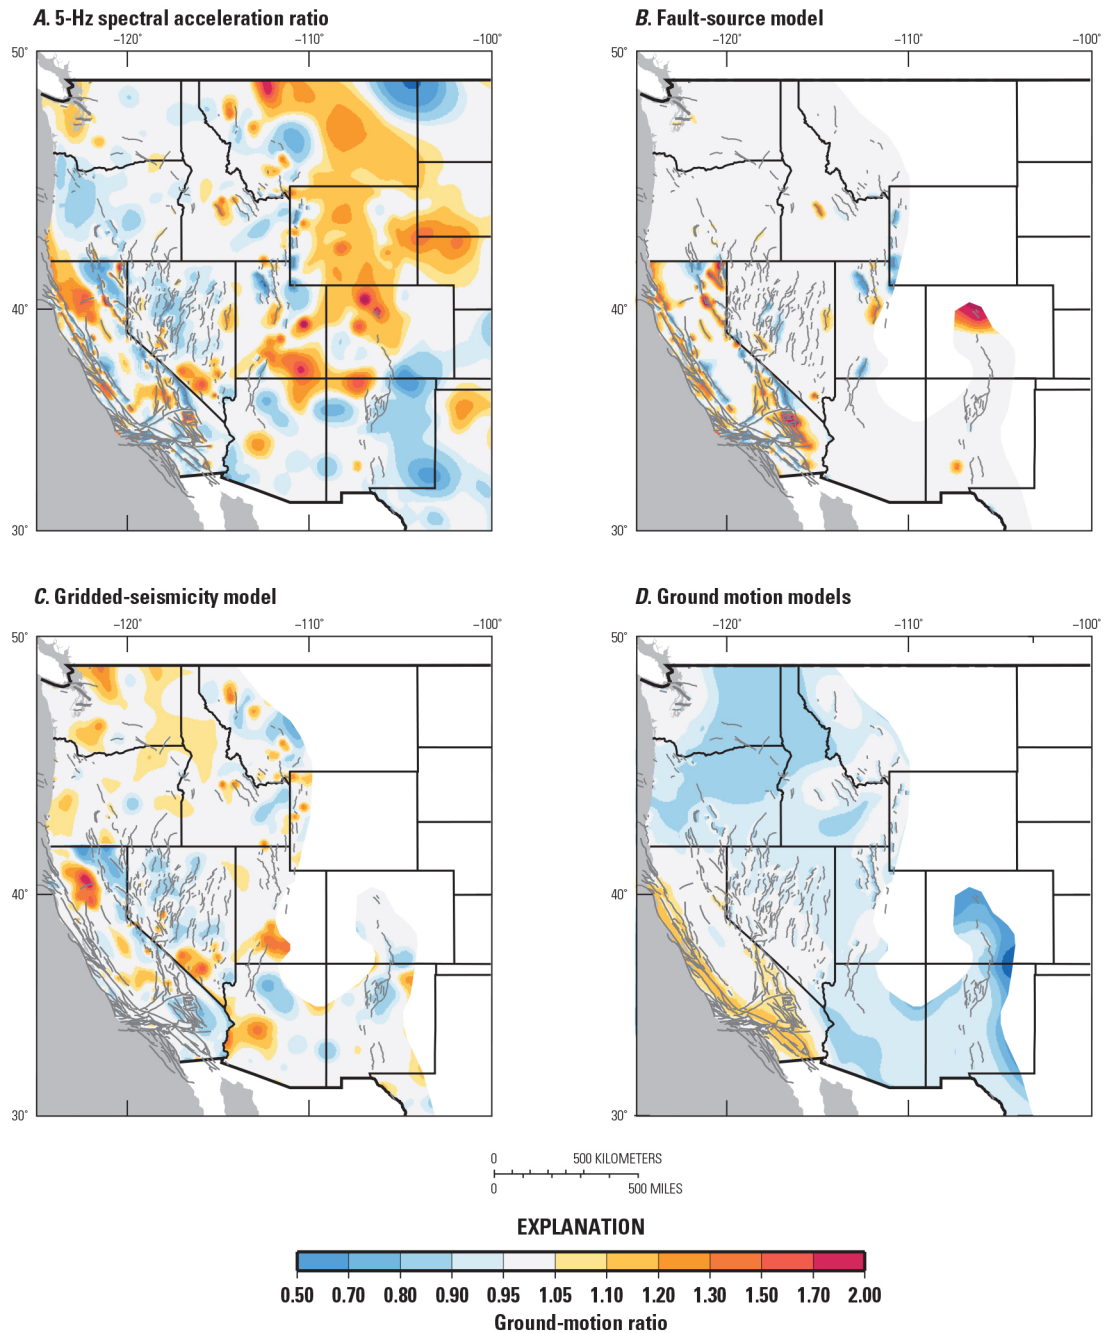 A. 5-Hz spectral acceleration ratio
−120° −110° −100°
50°
40°
30°
B. Fault-source model
−120° −110° −100°
50°
40°
30°
C. Gridded-seismicity model
−120° −110° −100°
50°
40°
30°
D. Ground motion models
−120° −110° −100°
50°
40°
30°
0 500 KILOMETERS
0 500 MILES
EXPLANATION
0.50 0.70 0.80 0.90 0.95 1.05 1.10 1.20 1.30 1.50 1.70 2.00
Ground-motion ratio